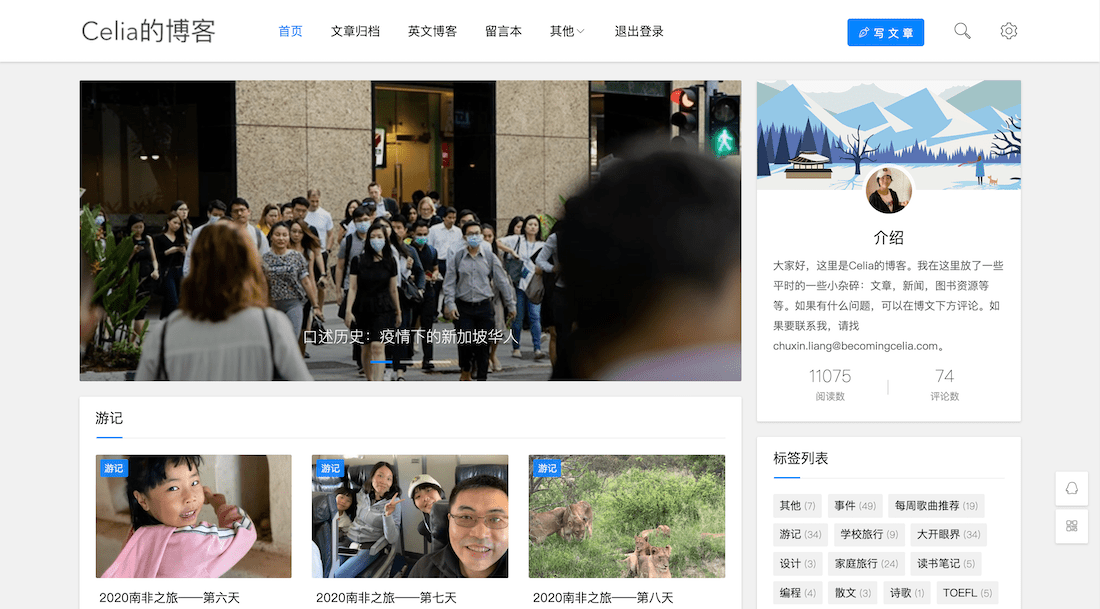 Celia的博客
首页 文章归档 英文博客 留言本 其他 退出登录
写文章
口述历史：疫情下的新加坡华人
游记
游记
游记
游记
2020南非之旅——第六天
2020南非之旅——第七天
2020南非之旅——第八天
介绍
大家好，这里是Celia的博客。我在这里放了一些
平时的一些小杂碎：文章，新闻，图书资源等
等。如果有什么问题，可以在博文下方评论。如
果要联系我，请找
chuxin.liang@becomingcelia.com。
11075 74
阅读数 评论数
标签列表
其他 (7) 事件 (49) 每周歌曲推荐 (19)
游记 (34) 学校旅行 (9) 大开眼界 (34)
设计 (3) 家庭旅行 (24) 读书笔记 (5)
编程 (4) 散文 (3) 诗歌 (1) TOEFL (5)